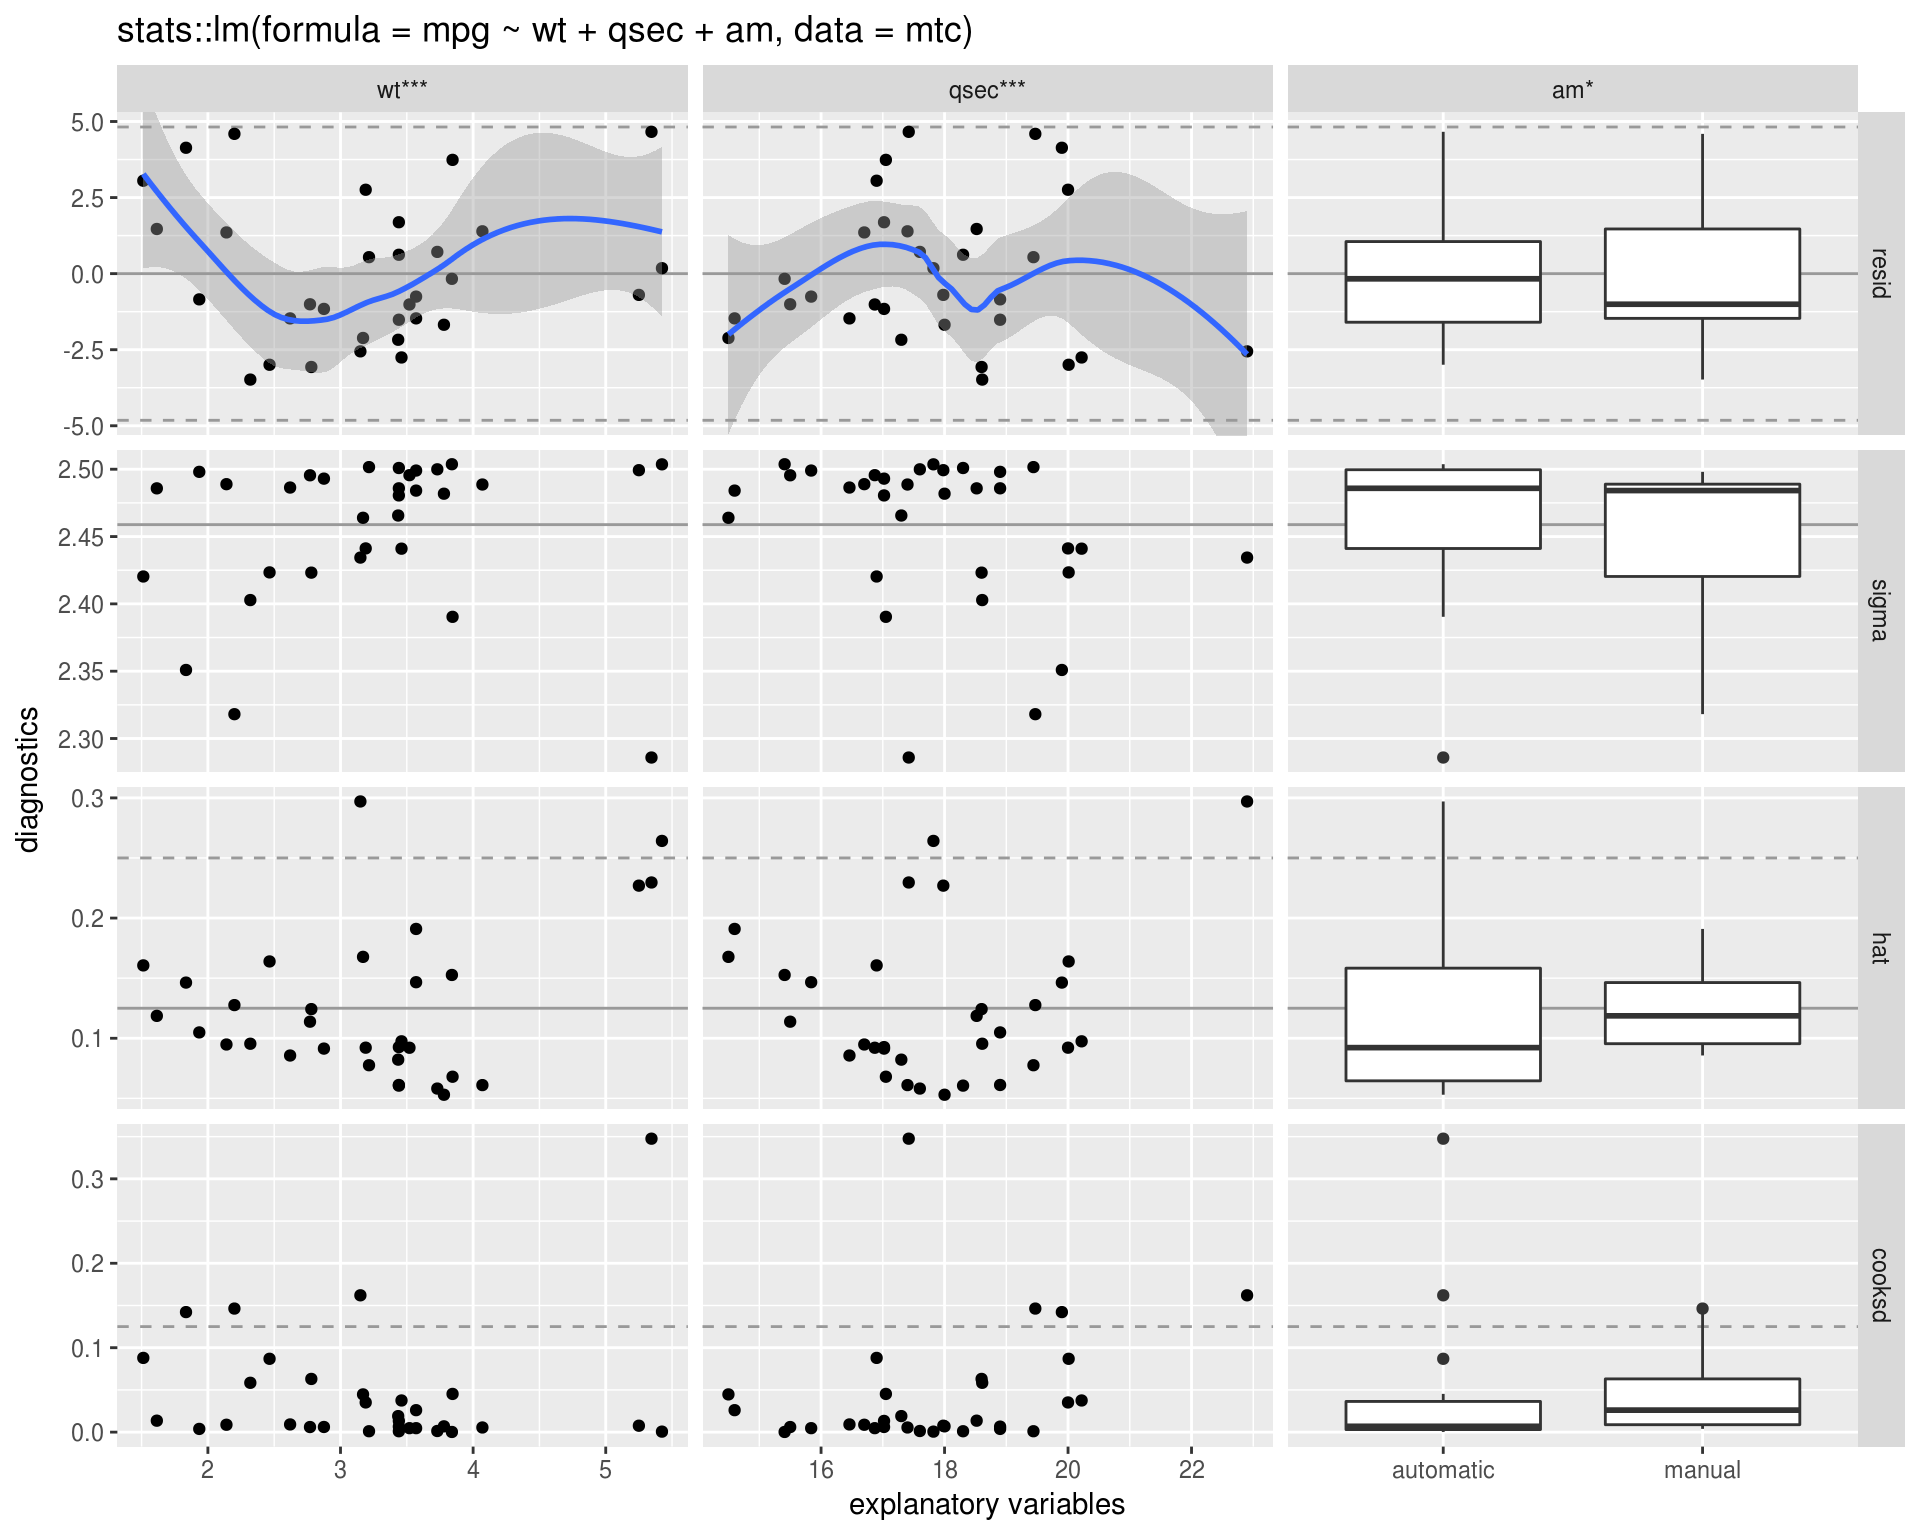 stats::lm(formula = mpg ~ wt + qsec + am, data = mtc)
wt***
qsec***
am*
5.0
2.5
0.0
-2.5
-5.0
resid
2.50
2.45
2.40
2.35
2.30
sigma
0.3
0.2
0.1
hat
0.3
0.2
0.1
0.0
cooksd
diagnostics
2 3 4 5
16 18 20 22
automatic manual
explanatory variables